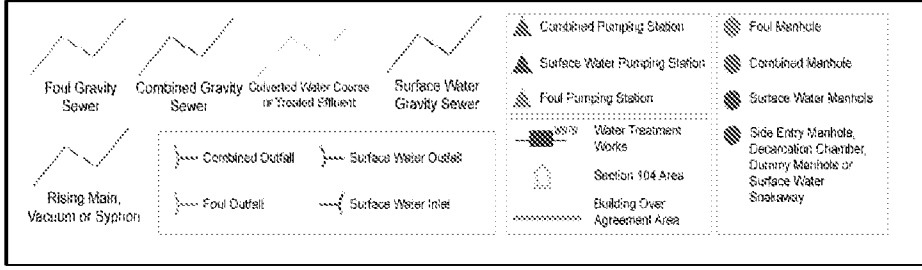 Foul Gravity
Sewer
Combined Gravity
Sewer
Culverted Water Course
or Treated Effluent
Surface Water
Gravity Sewer
Rising Main,
Vacuum or Syphon
Combined Outfall
Surface Water Outfall
Foul Outfall
Surface Water Inlet
Combined Pumping Station
Surface Water Pumping Station
Foul Pumping Station
Water Treatment
Works
Section 104 Area
Building Over
Agreement Area
Foul Manhole
Combined Manhole
Surface Water Manhole
Side Entry Manhole,
Decantation Chamber,
Dummy Manhole or
Surface Water
Soakaway